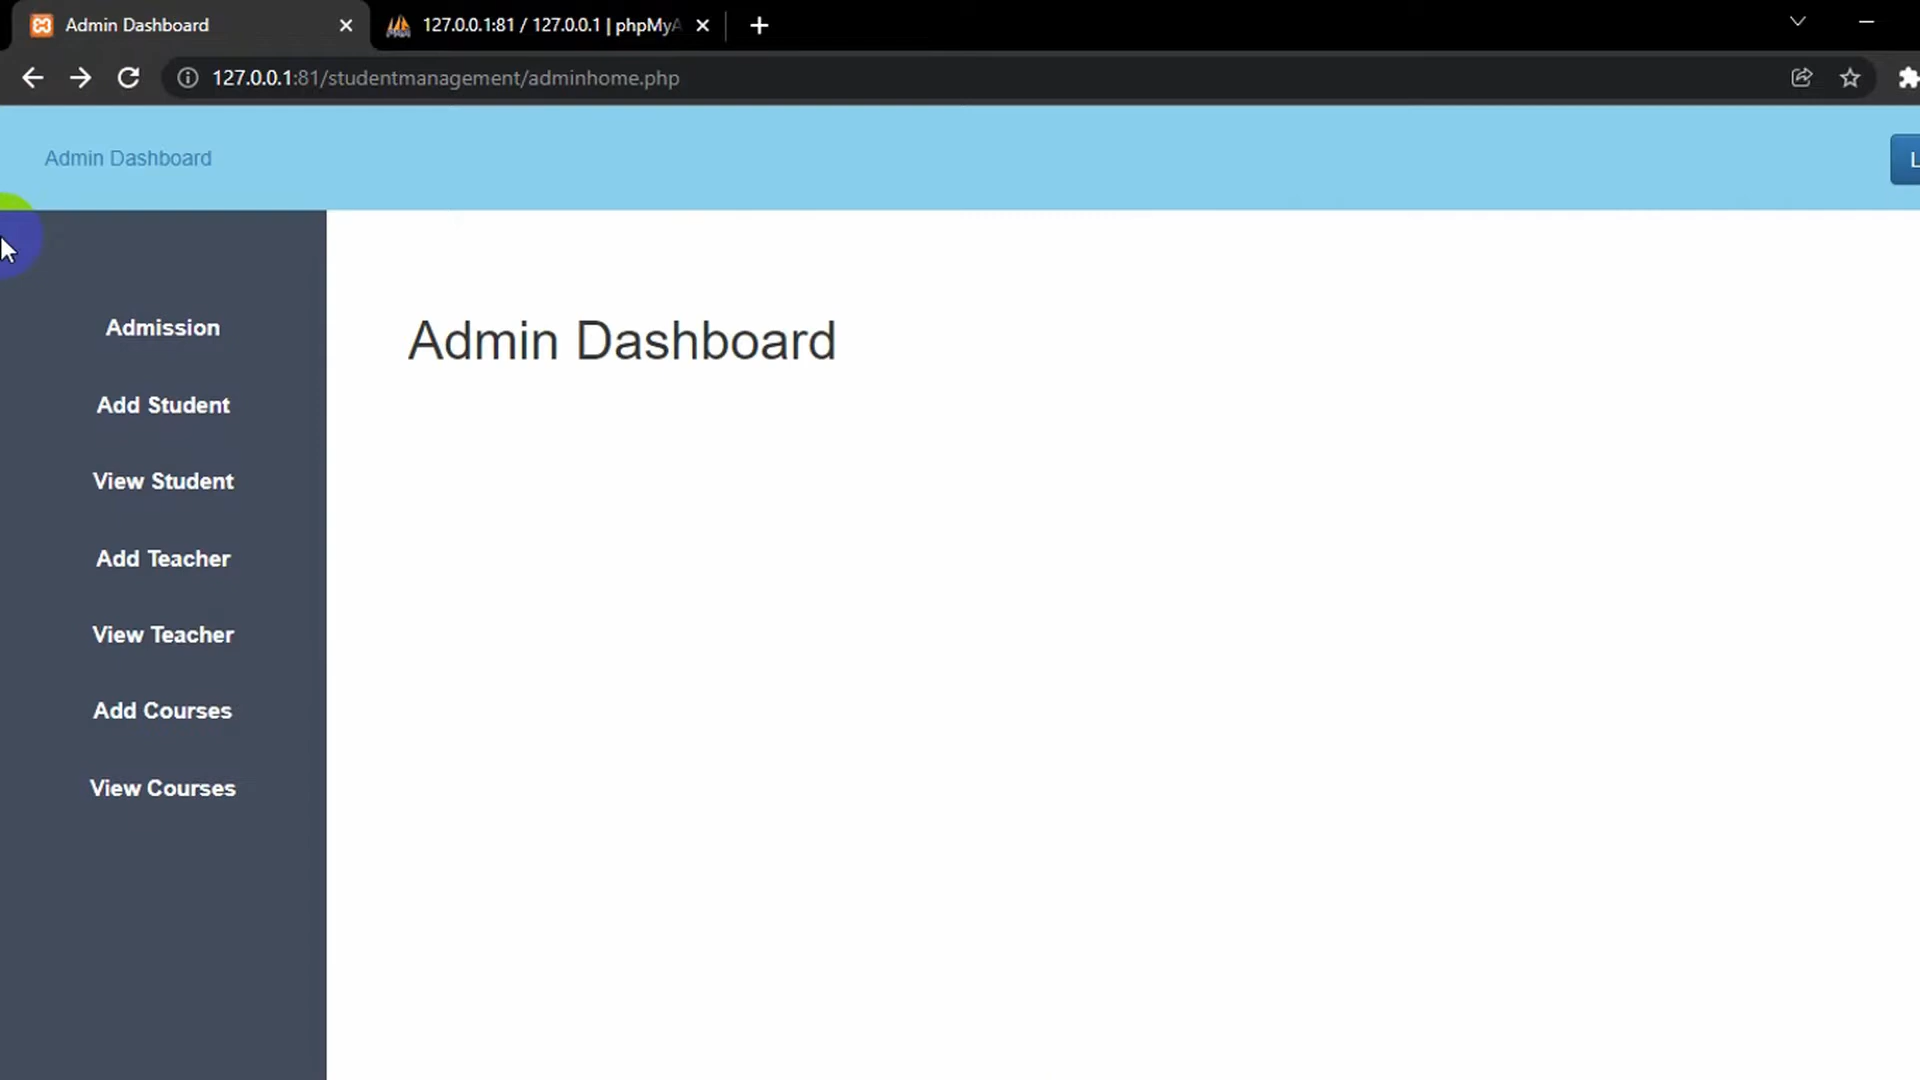 Admin Dashboard
127.0.0.1:81 / 127.0.0.1 | phpMyA
127.0.0.1:81/studentmanagement/adminhome.php
Admin Dashboard
L
Admission
Admin Dashboard
Add Student
View Student
Add Teacher
View Teacher
Add Courses
View Courses